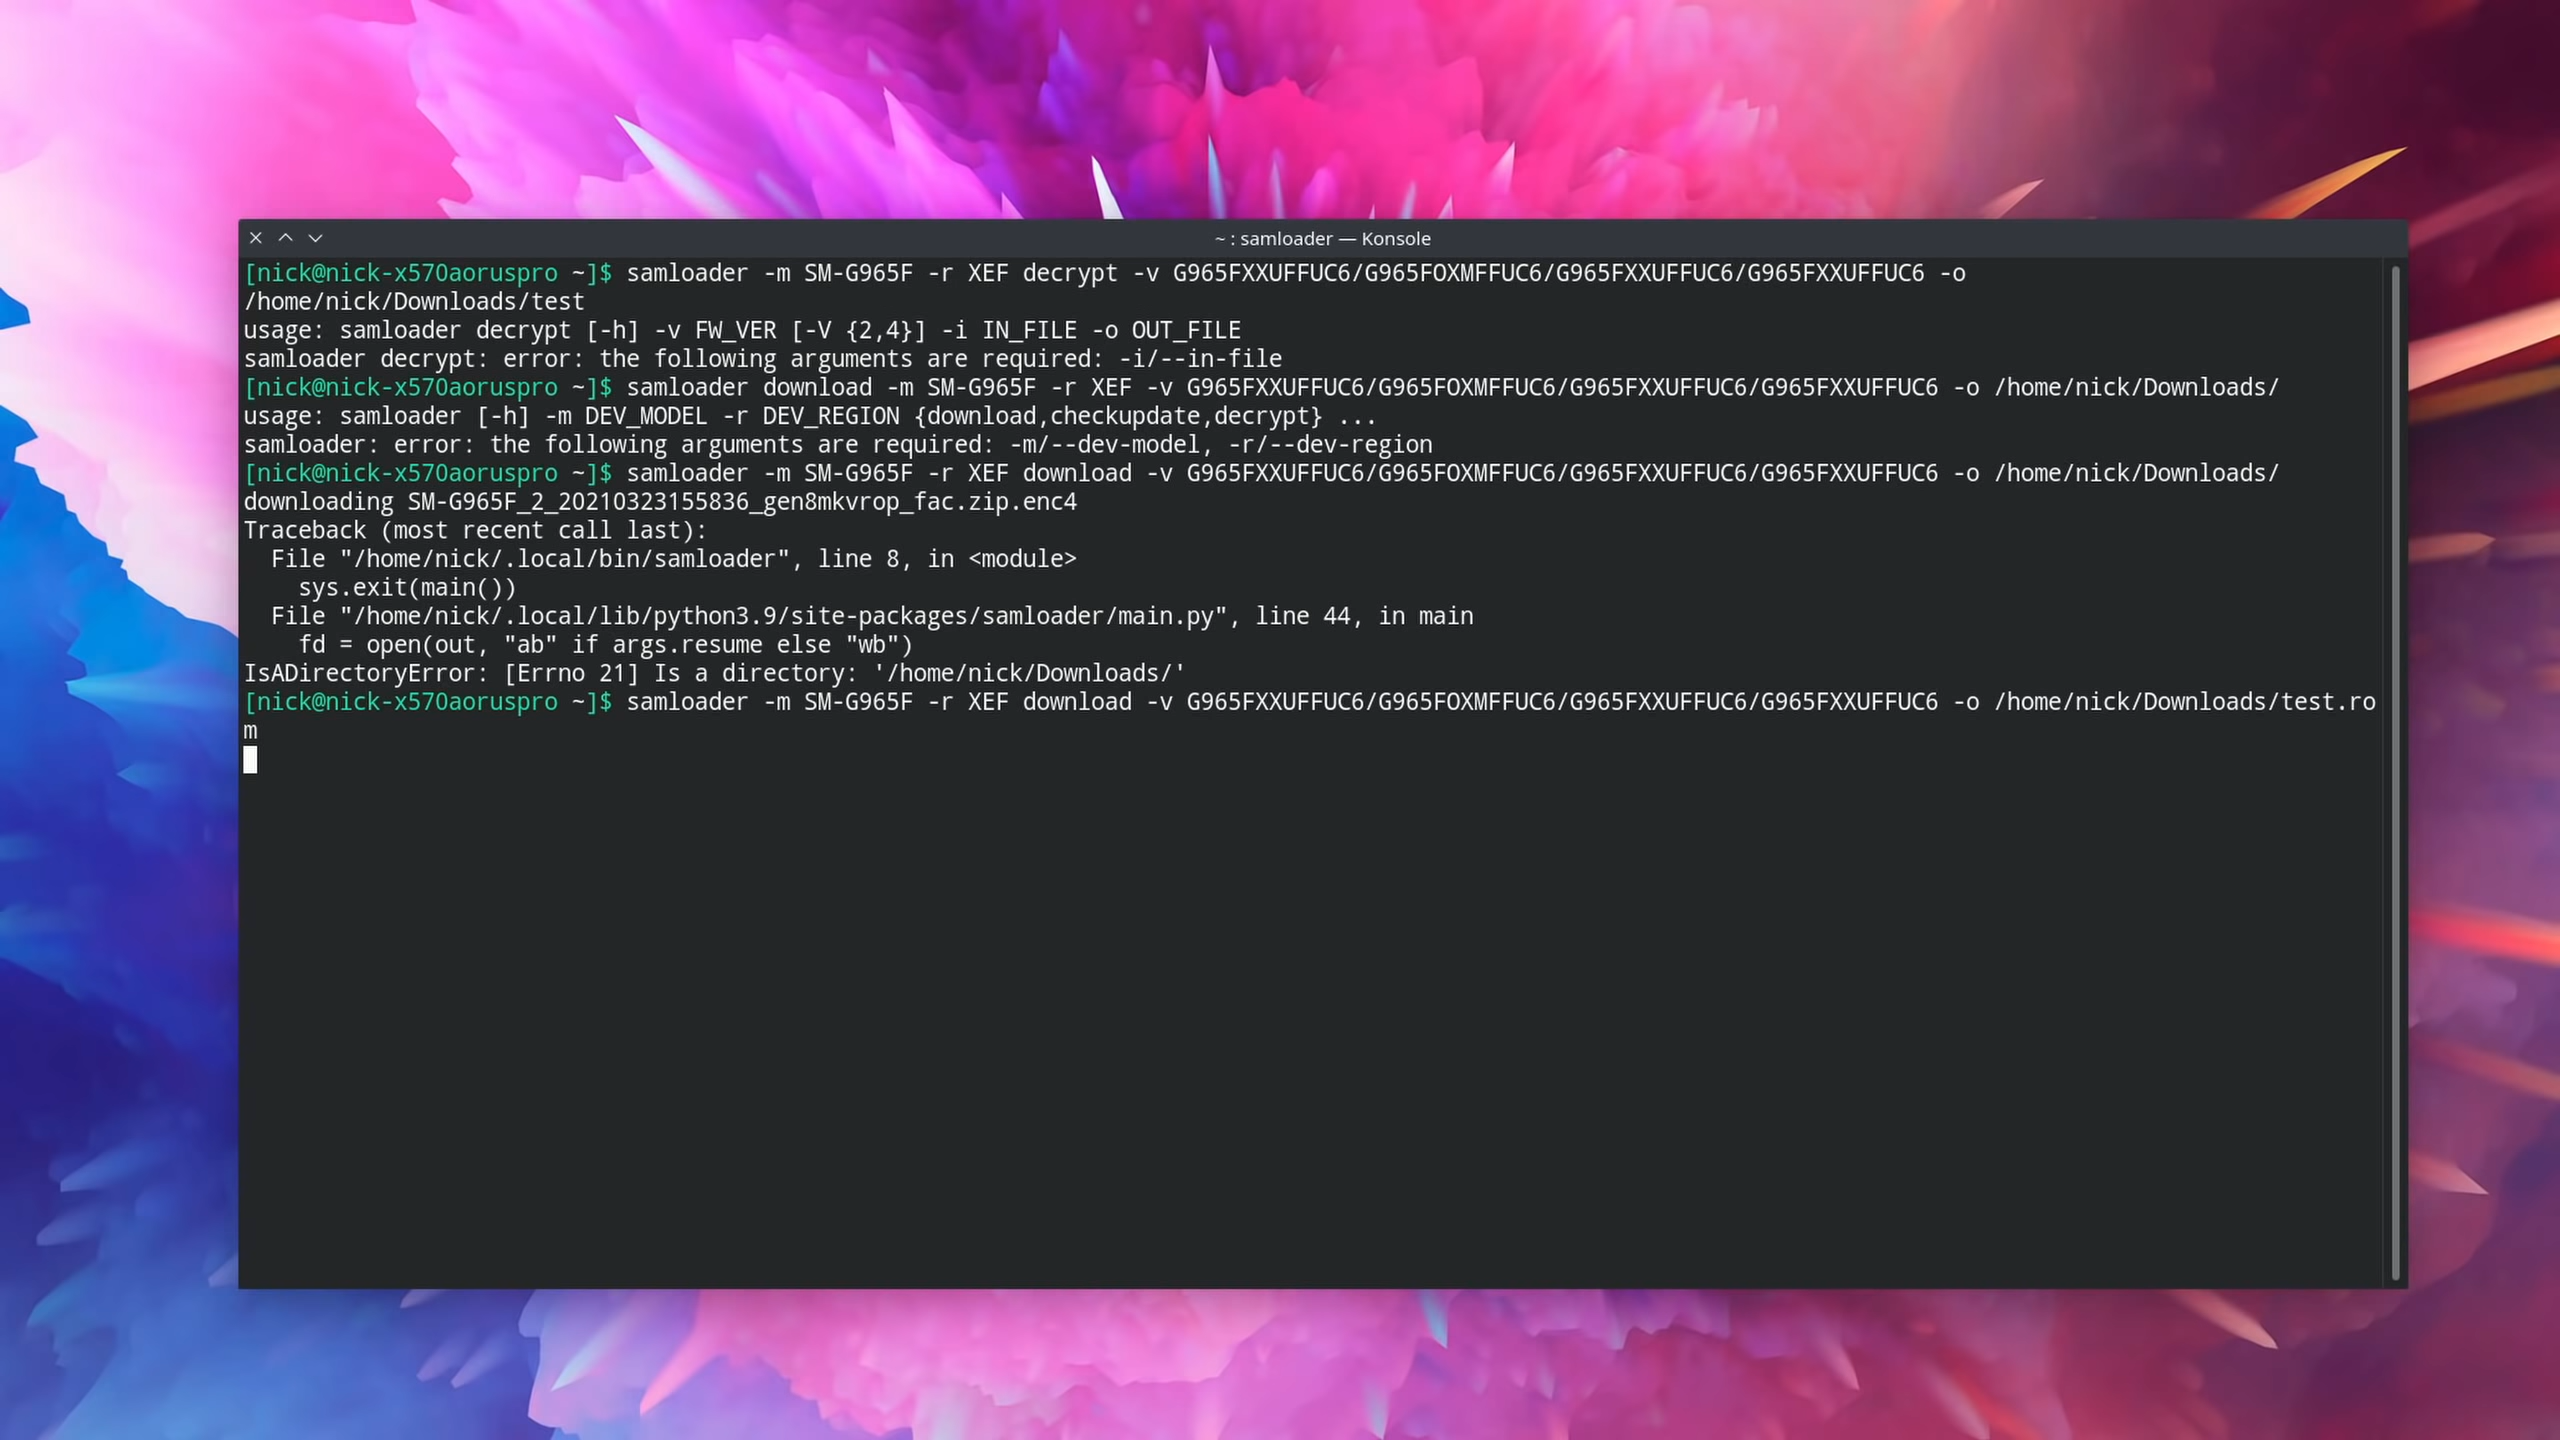 ~ : samloader — Konsole
[nick@nick-x570aoruspro ~]$ samloader -m SM-G965F -r XEF decrypt -v G965FXXUFFUC6/G965FOXMFFUC6/G965FXXUFFUC6/G965FXXUFFUC6 -o
/home/nick/Downloads/test
usage: samloader decrypt [-h] -v FW_VER [-V {2,4}] -i IN_FILE -o OUT_FILE
samloader decrypt: error: the following arguments are required: -i/--in-file
[nick@nick-x570aoruspro ~]$ samloader download -m SM-G965F -r XEF -v G965FXXUFFUC6/G965FOXMFFUC6/G965FXXUFFUC6/G965FXXUFFUC6 -o /home/nick/Downloads/
usage: samloader [-h] -m DEV_MODEL -r DEV_REGION {download,checkupdate,decrypt} ...
samloader: error: the following arguments are required: -m/--dev-model, -r/--dev-region
[nick@nick-x570aoruspro ~]$ samloader -m SM-G965F -r XEF download -v G965FXXUFFUC6/G965FOXMFFUC6/G965FXXUFFUC6/G965FXXUFFUC6 -o /home/nick/Downloads/
downloading SM-G965F_2_20210323155836_gen8mkvrop_fac.zip.enc4
Traceback (most recent call last):
  File "/home/nick/.local/bin/samloader", line 8, in <module>
    sys.exit(main())
  File "/home/nick/.local/lib/python3.9/site-packages/samloader/main.py", line 44, in main
    fd = open(out, "ab" if args.resume else "wb")
IsADirectoryError: [Errno 21] Is a directory: '/home/nick/Downloads/'
[nick@nick-x570aoruspro ~]$ samloader -m SM-G965F -r XEF download -v G965FXXUFFUC6/G965FOXMFFUC6/G965FXXUFFUC6/G965FXXUFFUC6 -o /home/nick/Downloads/test.ro
m